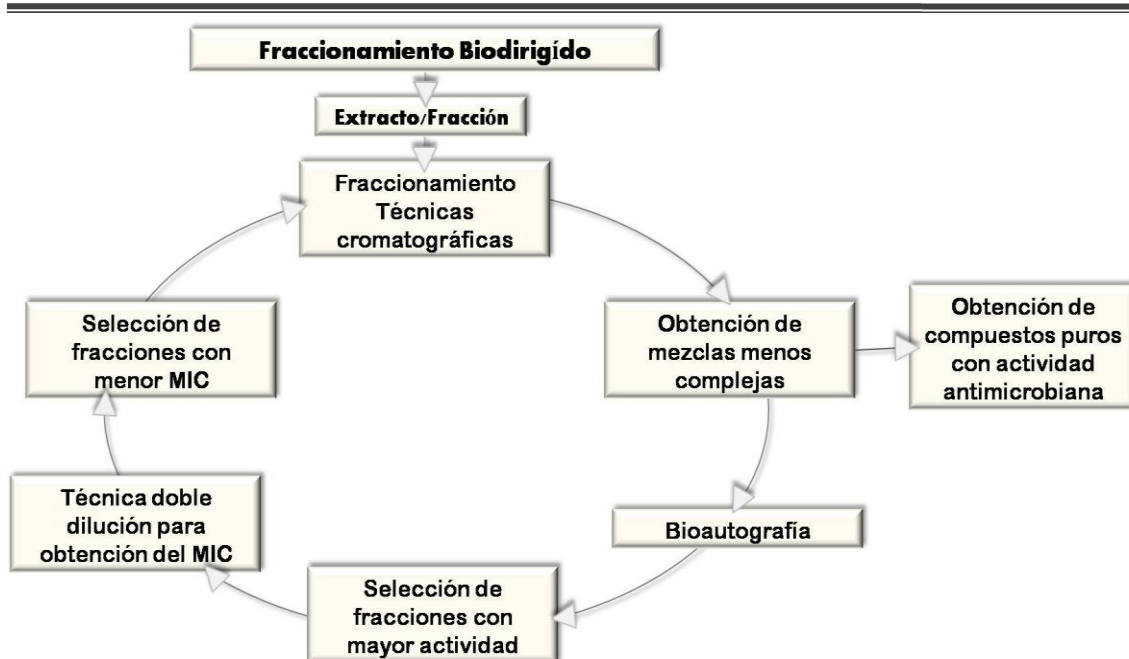 Fraccionamiento Biodirigído
Extracto/Fracción
Fraccionamiento
Técnicas
cromatográficas
Obtención de
mezclas menos
complejas
Obtención de
compuestos puros
con actividad
antimicrobiana
Bioautografía
Selección de
fracciones con
mayor actividad
Técnica doble
dilución para
obtención del MIC
Selección de
fracciones con
menor MIC